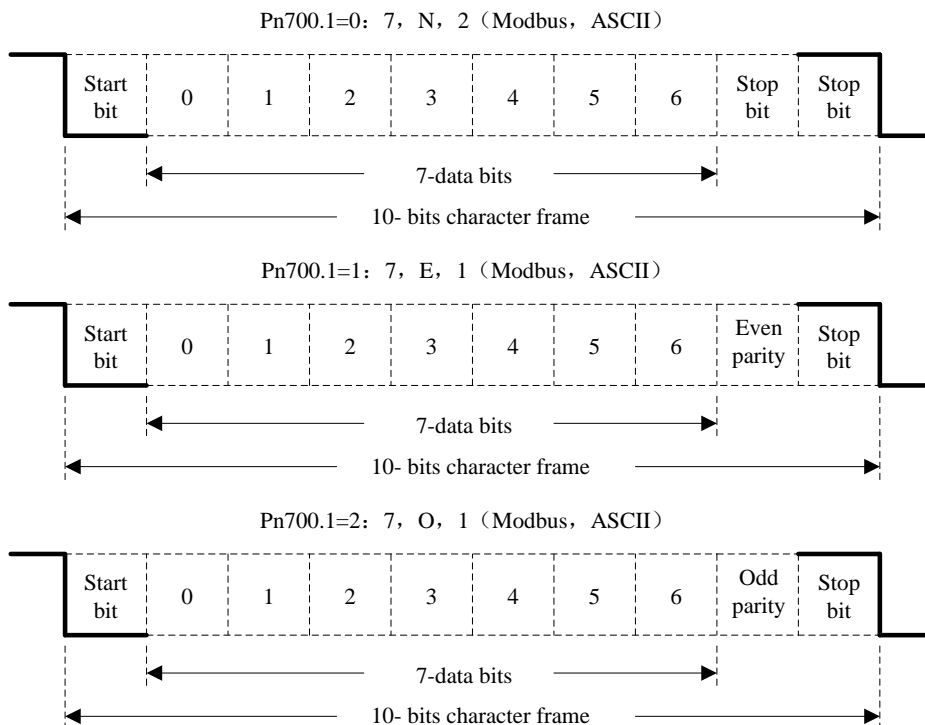 Pn700.1=0：7，N，2（Modbus，ASCII）
Start bit 0 1 2 3 4 5 6 Stop bit Stop bit
7-data bits
10- bits character frame
Pn700.1=1：7，E，1（Modbus，ASCII）
Start bit 0 1 2 3 4 5 6 Even parity Stop bit
7-data bits
10- bits character frame
Pn700.1=2：7，O，1（Modbus，ASCII）
Start bit 0 1 2 3 4 5 6 Odd parity Stop bit
7-data bits
10- bits character frame